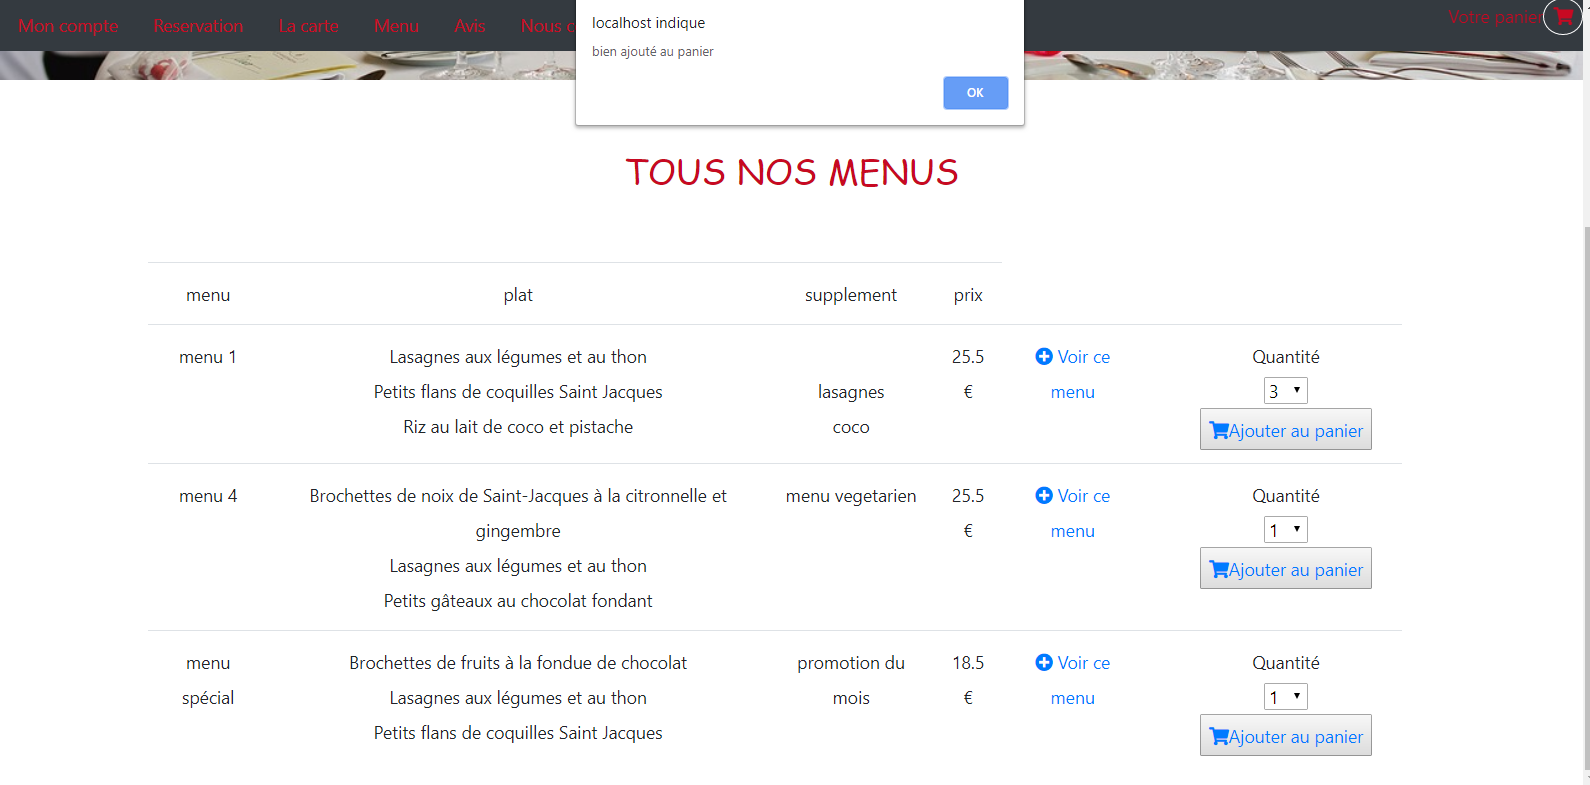 Mon compte Reservation La carte Menu Avis Nous c
Votre panier
localhost indique
bien ajouté au panier
OK
TOUS NOS MENUS
menu plat supplement prix
menu 1 Lasagnes aux légumes et au thon 25.5 Voir ce Quantité
Petits flans de coquilles Saint Jacques lasagnes € menu 3
Riz au lait de coco et pistache coco Ajouter au panier
menu 4 Brochettes de noix de Saint-Jacques à la citronnelle et menu vegetarien 25.5 Voir ce Quantité
gingembre € menu 1
Lasagnes aux légumes et au thon Ajouter au panier
Petits gâteaux au chocolat fondant
menu Brochettes de fruits à la fondue de chocolat promotion du 18.5 Voir ce Quantité
spécial Lasagnes aux légumes et au thon mois € menu 1
Petits flans de coquilles Saint Jacques Ajouter au panier